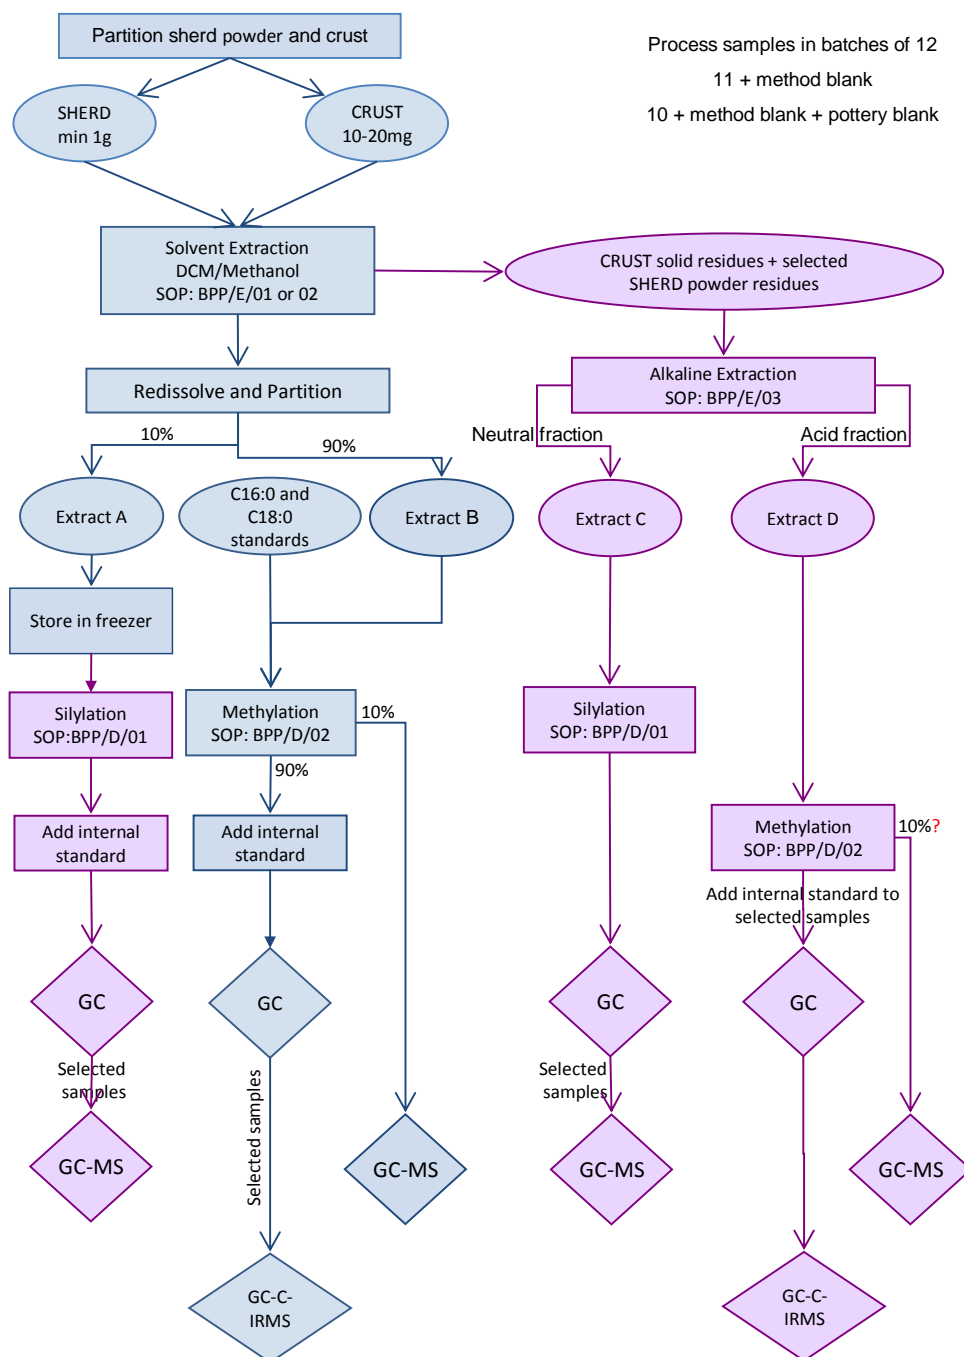 Partition sherd powder and crust
Process samples in batches of 12
11 + method blank
10 + method blank + pottery blank
SHERD
min 1g
CRUST
10-20mg
Solvent Extraction
DCM/Methanol
SOP: BPP/E/01 or 02
CRUST solid residues + selected
SHERD powder residues
Redissolve and Partition
Alkaline Extraction
SOP: BPP/E/03
10%
90%
Neutral fraction
Acid fraction
Extract A
C16:0 and
C18:0
standards
Extract B
Extract C
Extract D
Store in freezer
Silylation
SOP:BPP/D/01
Methylation
SOP: BPP/D/02
10%
90%
Silylation
SOP: BPP/D/01
Add internal
standard
Add internal
standard
Methylation
SOP: BPP/D/02
10%?
Add internal standard to
selected samples
GC
GC
GC
GC
Selected
samples
Selected samples
Selected
samples
GC-MS
GC-MS
GC-MS
GC-MS
GC-C-
IRMS
GC-C-
IRMS